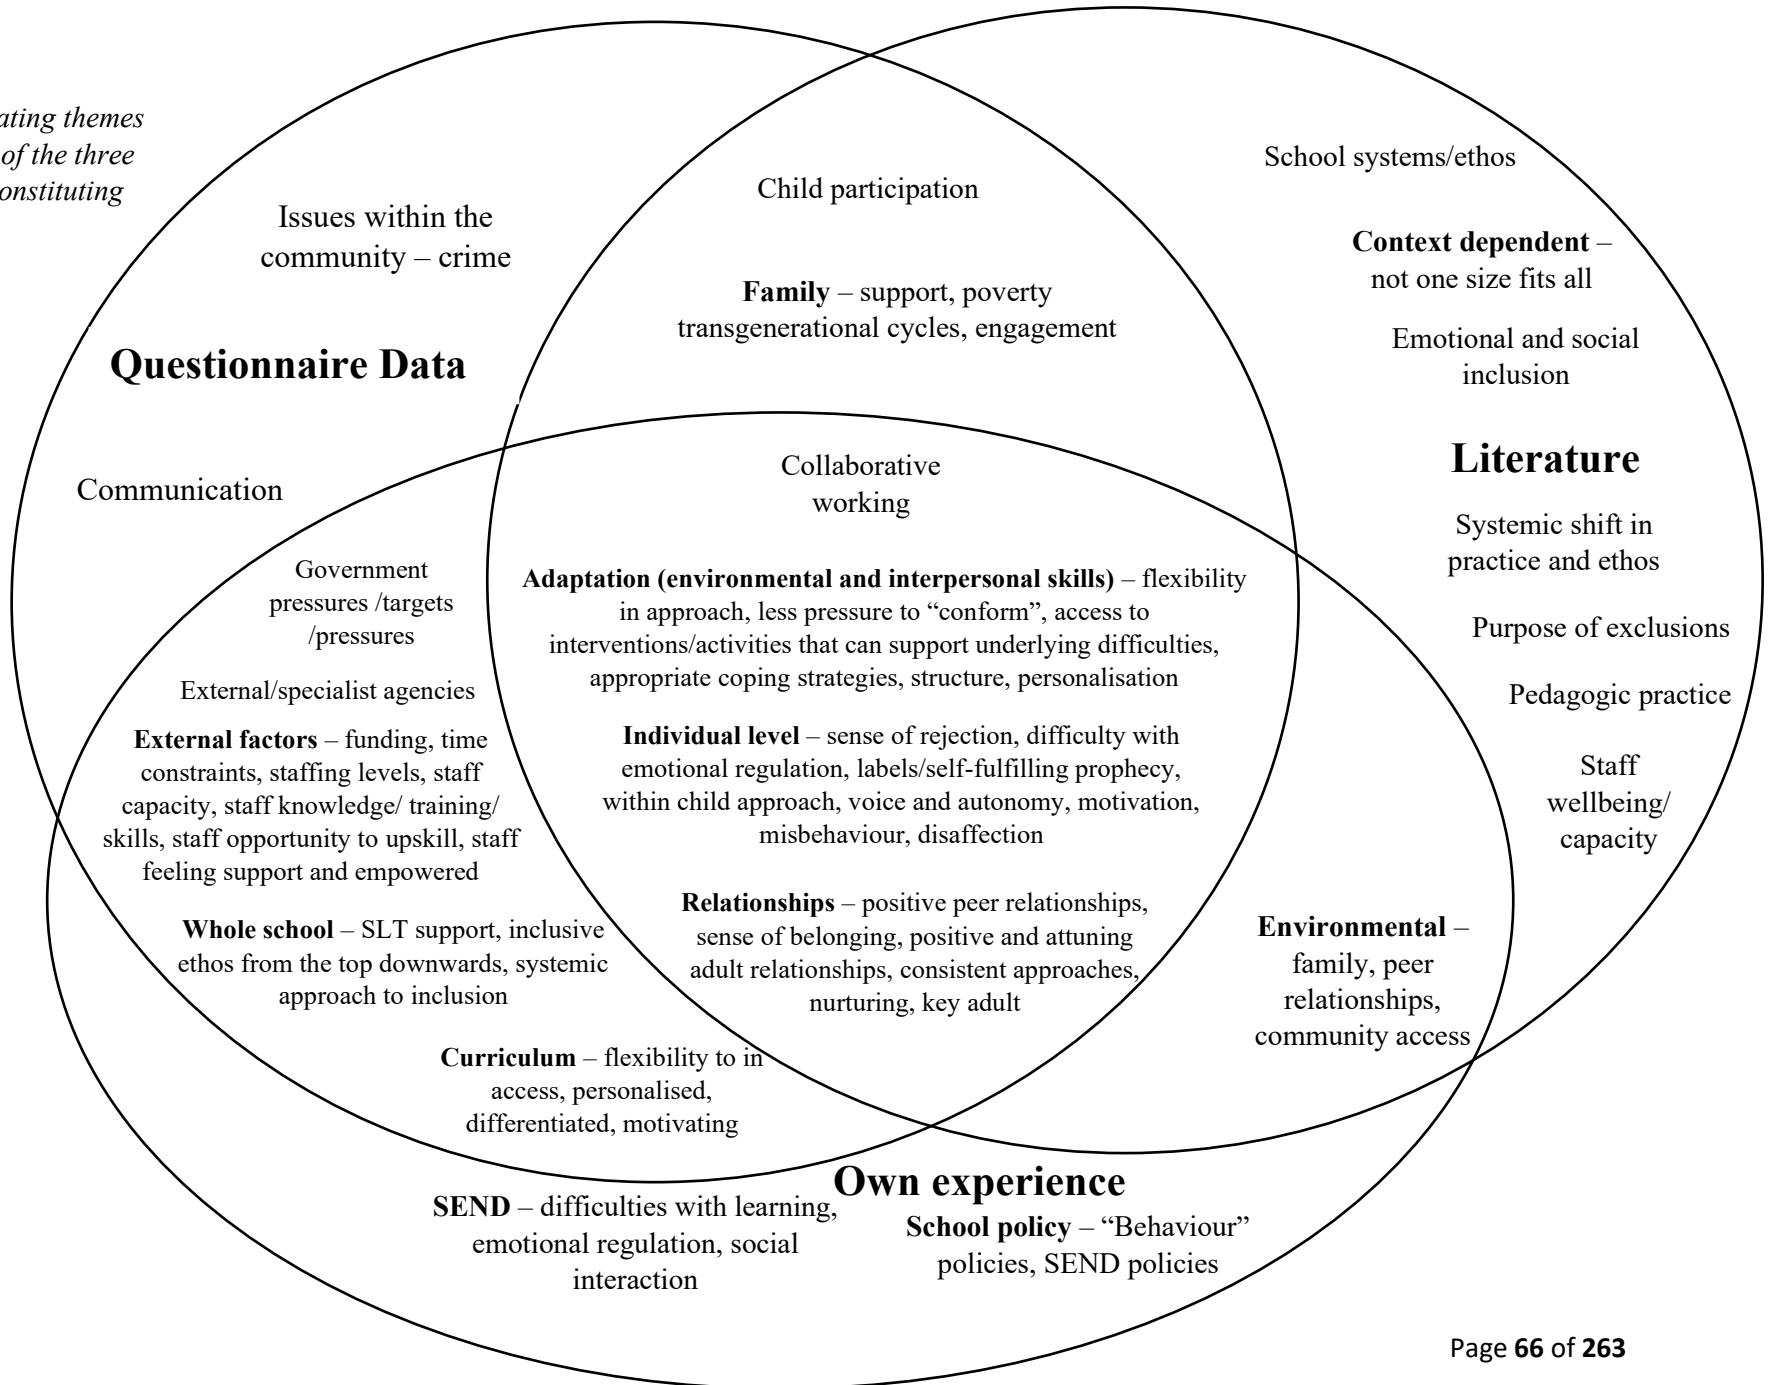 ating themes
of the three
onstituting
Issues within the
community – crime
Questionnaire Data
Communication
Child participation
Family – support, poverty
transgenerational cycles, engagement
School systems/ethos
Context dependent –
not one size fits all
Emotional and social
inclusion
Literature
Systemic shift in
practice and ethos
Purpose of exclusions
Pedagogic practice
Staff
wellbeing/
capacity
Collaborative
working
Adaptation (environmental and interpersonal skills) – flexibility
in approach, less pressure to “conform”, access to
interventions/activities that can support underlying difficulties,
appropriate coping strategies, structure, personalisation
Individual level – sense of rejection, difficulty with
emotional regulation, labels/self-fulfilling prophecy,
within child approach, voice and autonomy, motivation,
misbehaviour, disaffection
Relationships – positive peer relationships,
sense of belonging, positive and attuning
adult relationships, consistent approaches,
nurturing, key adult
Government
pressures /targets
/pressures
External/specialist agencies
External factors – funding, time
constraints, staffing levels, staff
capacity, staff knowledge/ training/
skills, staff opportunity to upskill, staff
feeling support and empowered
Whole school – SLT support, inclusive
ethos from the top downwards, systemic
approach to inclusion
Curriculum – flexibility to in
access, personalised,
differentiated, motivating
Environmental –
family, peer
relationships,
community access
Own experience
SEND – difficulties with learning,
emotional regulation, social
interaction
School policy – “Behaviour”
policies, SEND policies
Page 66 of 263